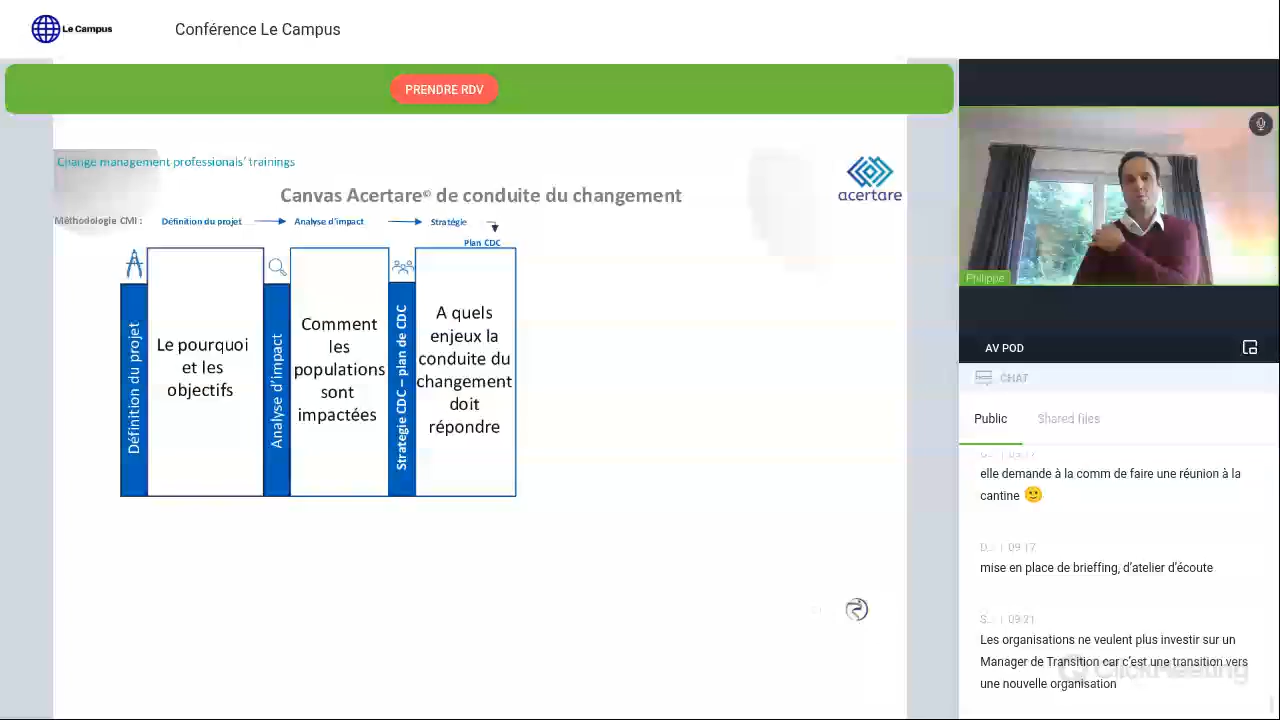 Le Campus
Conférence Le Campus
PRENDRE RDV
Change management professionals' trainings
acertare
Canvas Acertare© de conduite du changement
Méthodologie CMI :
Définition du projet
Analyse d'impact
Stratégie
Plan CDC
Définition du projet
Le pourquoi
et les
objectifs
Analyse d'impact
Comment
les
populations
sont
impactées
Strategie CDC – plan de CDC
A quels
enjeux la
conduite du
changement
doit
répondre
Philippe
AV POD
CHAT
Public
Shared files
elle demande à la comm de faire une réunion à la
cantine 🙂
D... | 09:17
mise en place de brieffing, d'atelier d'écoute
S... | 09:21
Les organisations ne veulent plus investir sur un
Manager de Transition car c'est une transition vers
une nouvelle organisation
ClickMeeting